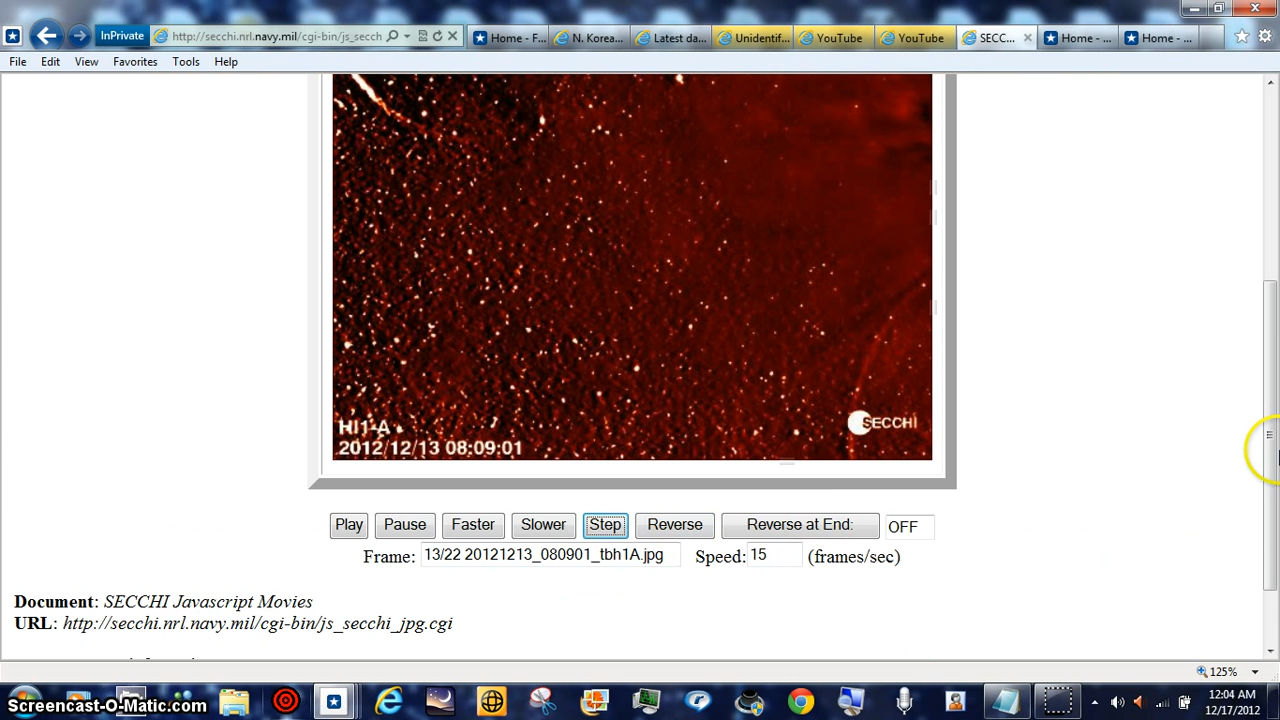 InPrivate
http://secchi.nrl.navy.mil/cgi-bin/js_secch
Home - F...
N. Korea...
Latest da...
Unidentif...
YouTube
YouTube
SECC...
Home - ...
Home - ...
File Edit View Favorites Tools Help
HI1-A
2012/12/13 08:09:01
SECCHI
Play Pause Faster Slower Step Reverse Reverse at End: OFF
Frame: 13/22 20121213_080901_tbh1A.jpg Speed: 15 (frames/sec)
Document: SECCHI Javascript Movies
URL: http://secchi.nrl.navy.mil/cgi-bin/js_secchi_jpg.cgi
125%
Screencast-O-Matic.com
12:04 AM
12/17/2012